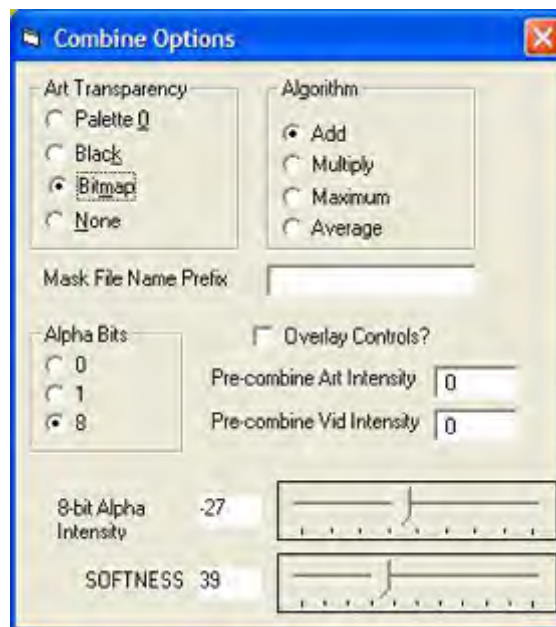 Combine Options
Art Transparency
Palette 0
Black
Bitmap
None
Algorithm
Add
Multiply
Maximum
Average
Mask File Name Prefix
Alpha Bits
0
1
8
Overlay Controls?
Pre-combine Art Intensity 0
Pre-combine Vid Intensity 0
8-bit Alpha Intensity -27
SOFTNESS 39